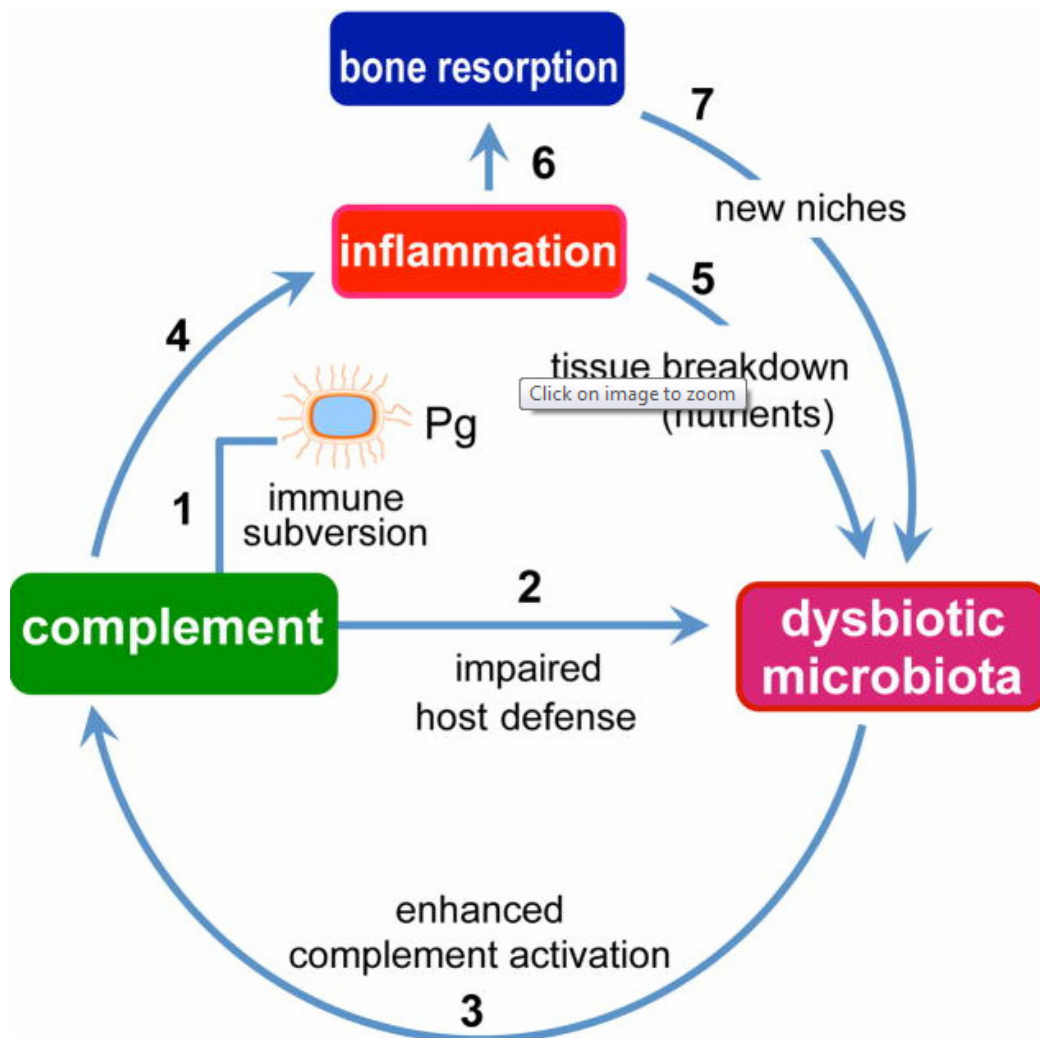 bone resorption
7
6
new niches
inflammation
5
4
tissue breakdown
Click on image to zoom
(nutrients)
Pg
1
immune
subversion
2
complement
dysbiotic
microbiota
impaired
host defense
enhanced
complement activation
3